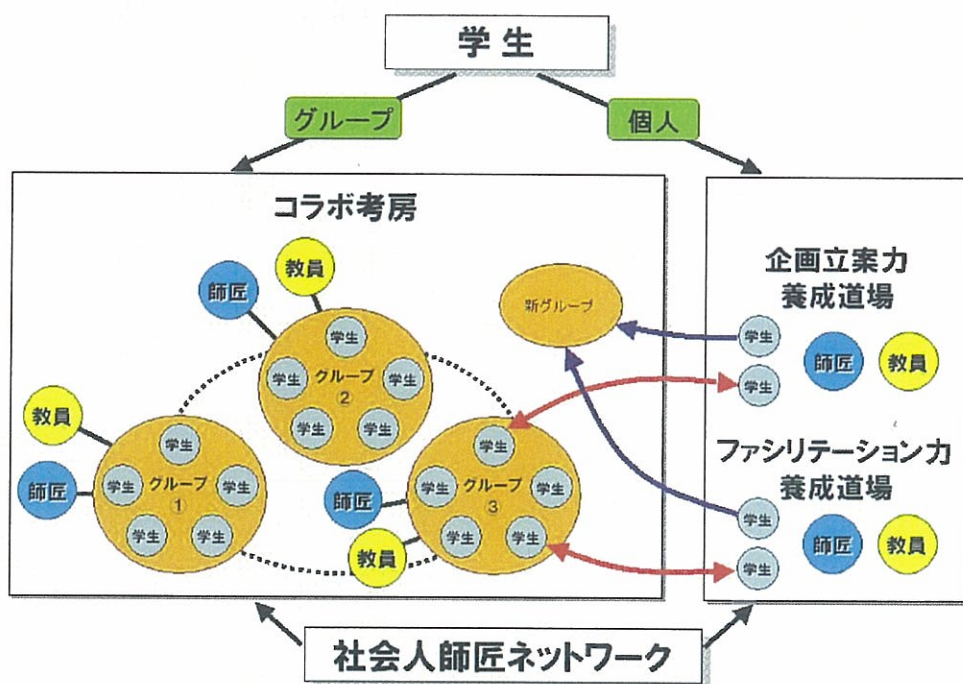 学生
グループ
個人
コラボ考房
教員
師匠
学生
学生
グループ
②
学生
学生
学生
新グループ
教員
師匠
学生
学生
グループ
①
学生
学生
学生
師匠
教員
学生
学生
グループ
③
学生
学生
学生
企画立案力
養成道場
学生
学生
師匠
教員
ファシリテーション力
養成道場
学生
学生
師匠
教員
社会人師匠ネットワーク